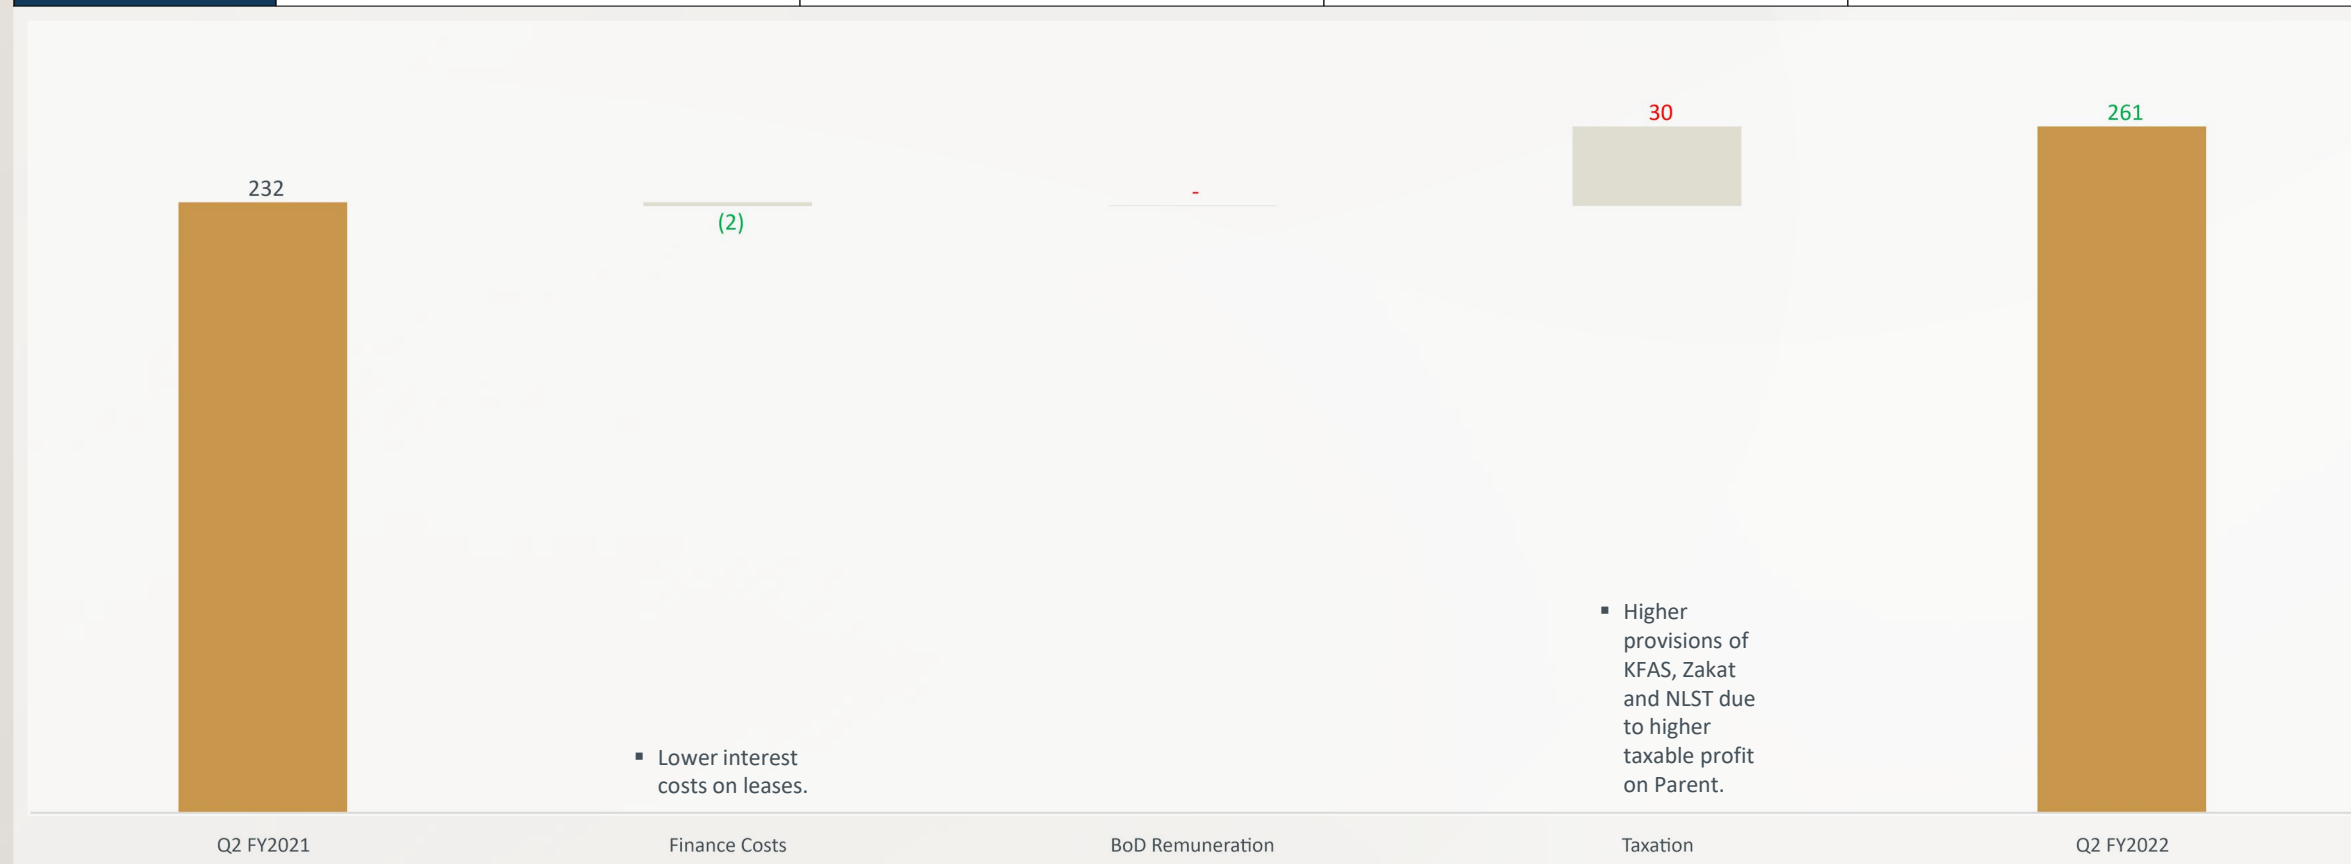 30
261
232
-
(2)
▪ Higher
provisions of
KFAS, Zakat
and NLST due
to higher
taxable profit
on Parent.
▪ Lower interest
costs on leases.
Q2 FY2021
Finance Costs
BoD Remuneration
Taxation
Q2 FY2022